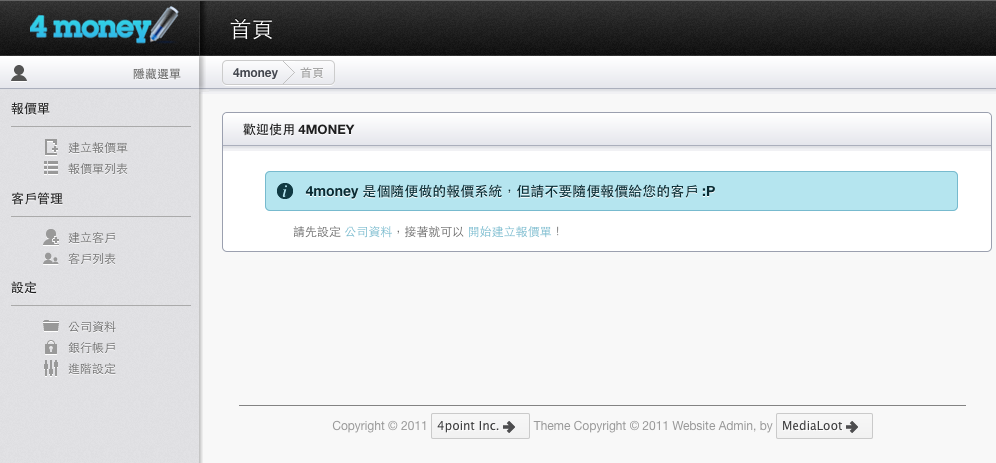 4 money
首頁
隱藏選單
4money
首頁
報價單
建立報價單
報價單列表
客戶管理
建立客戶
客戶列表
設定
公司資料
銀行帳戶
進階設定
歡迎使用 4MONEY
4money 是個隨便做的報價系統，但請不要隨便報價給您的客戶 :P
請先設定 公司資料，接著就可以 開始建立報價單！
Copyright © 2011 4point Inc. Theme Copyright © 2011 Website Admin, by MediaLoot